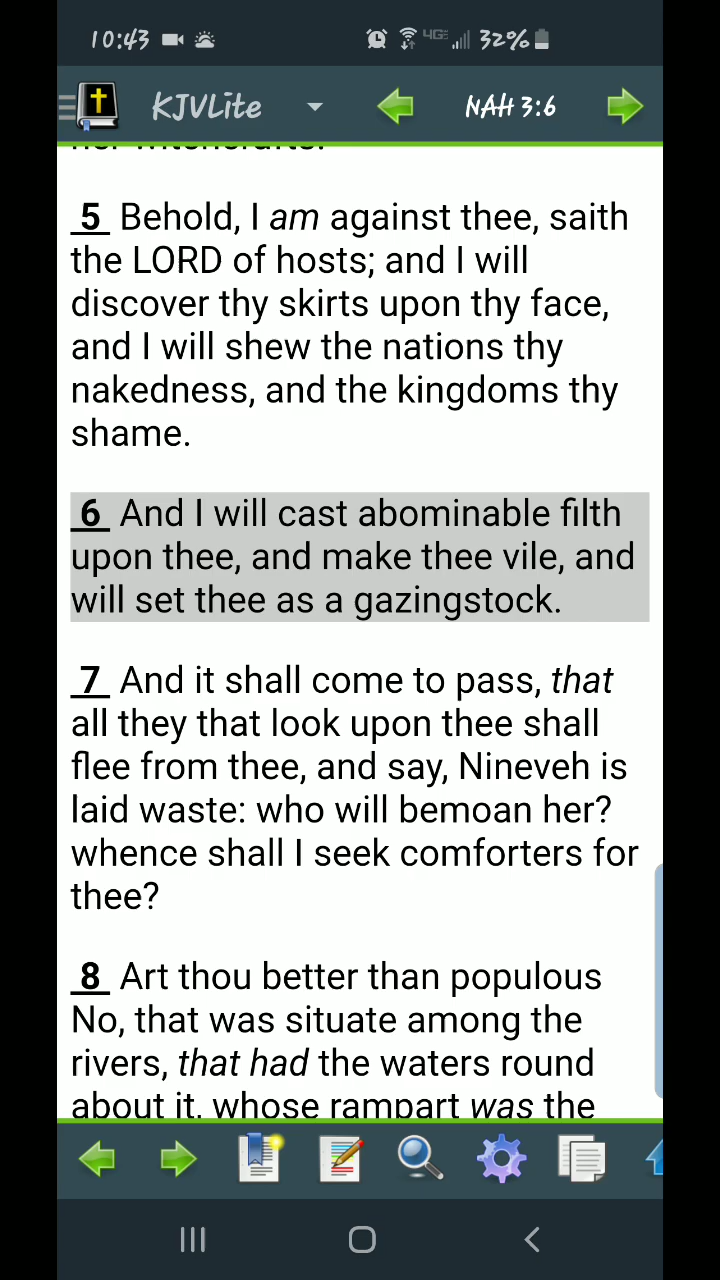 10:43 4GE 32%
KJVLite NAH 3:6
her witchcrafts.
5 Behold, I am against thee, saith
the LORD of hosts; and I will
discover thy skirts upon thy face,
and I will shew the nations thy
nakedness, and the kingdoms thy
shame.
6 And I will cast abominable filth
upon thee, and make thee vile, and
will set thee as a gazingstock.
7 And it shall come to pass, that
all they that look upon thee shall
flee from thee, and say, Nineveh is
laid waste: who will bemoan her?
whence shall I seek comforters for
thee?
8 Art thou better than populous
No, that was situate among the
rivers, that had the waters round
about it, whose rampart was the